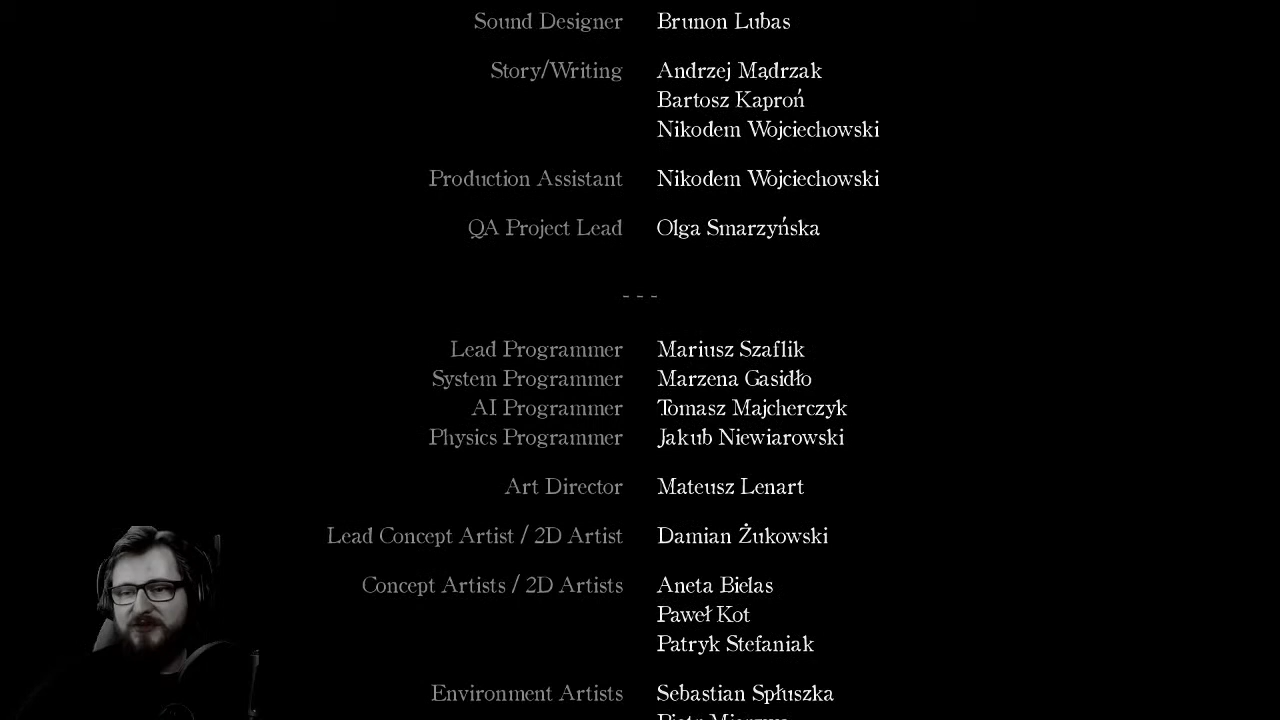 Sound Designer Brunon Lubas
Story/Writing Andrzej Mądrzak
Bartosz Kaproń
Nikodem Wojciechowski
Production Assistant Nikodem Wojciechowski
QA Project Lead Olga Smarzyńska
- - -
Lead Programmer Mariusz Szaflik
System Programmer Marzena Gasidło
AI Programmer Tomasz Majcherczyk
Physics Programmer Jakub Niewiarowski
Art Director Mateusz Lenart
Lead Concept Artist / 2D Artist Damian Żukowski
Concept Artists / 2D Artists Aneta Bielas
Paweł Kot
Patryk Stefaniak
Environment Artists Sebastian Spłuszka